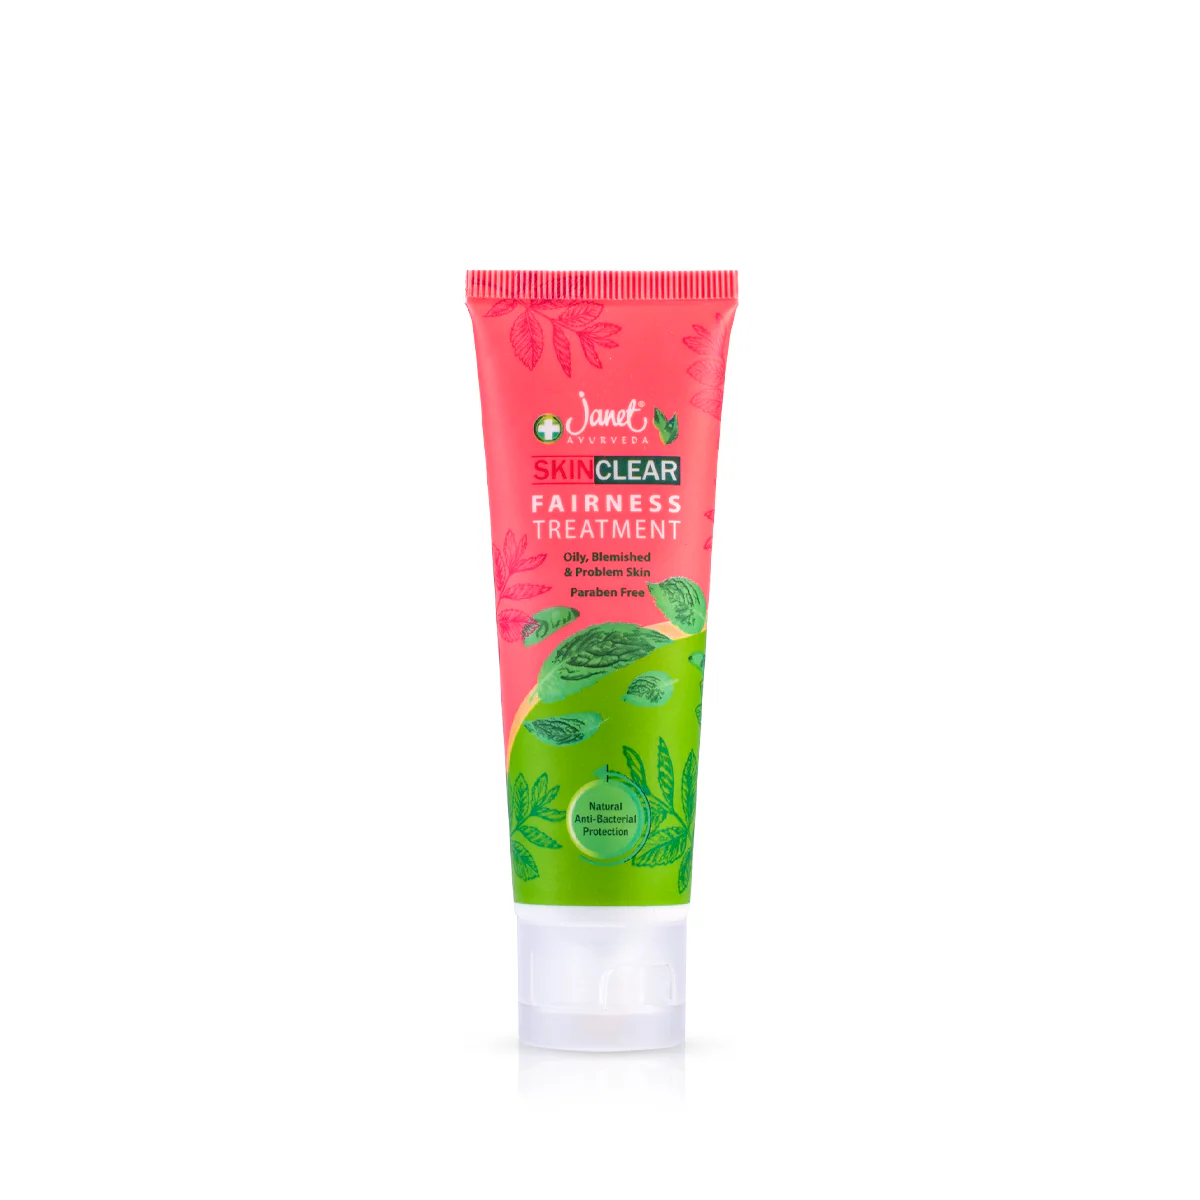 Janet®
AYURVEDA
SKINCLEAR
FAIRNESS
TREATMENT
Oily, Blemished
& Problem Skin
Paraben Free
Natural
Anti-Bacterial
Protection